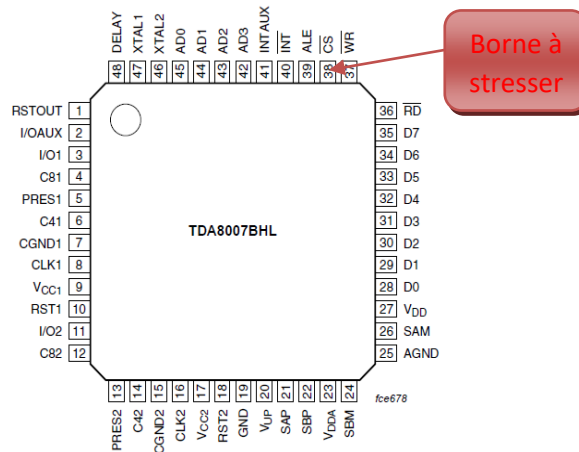 DELAY
XTAL1
XTAL2
AD0
AD1
AD2
AD3
INTAUX
INT
ALE
CS
WR
48 47 46 45 44 43 42 41 40 39 38 37
Borne à
stresser
RSTOUT 1
I/OAUX 2
I/O1 3
C81 4
PRES1 5
C41 6
CGND1 7
CLK1 8
VCC1 9
RST1 10
I/O2 11
C82 12
TDA8007BHL
36 RD
35 D7
34 D6
33 D5
32 D4
31 D3
30 D2
29 D1
28 D0
27 VDD
26 SAM
25 AGND
13 14 15 16 17 18 19 20 21 22 23 24
PRES2
C42
CGND2
CLK2
VCC2
RST2
GND
VUP
SAP
SBP
VDDA
SBM
fce678